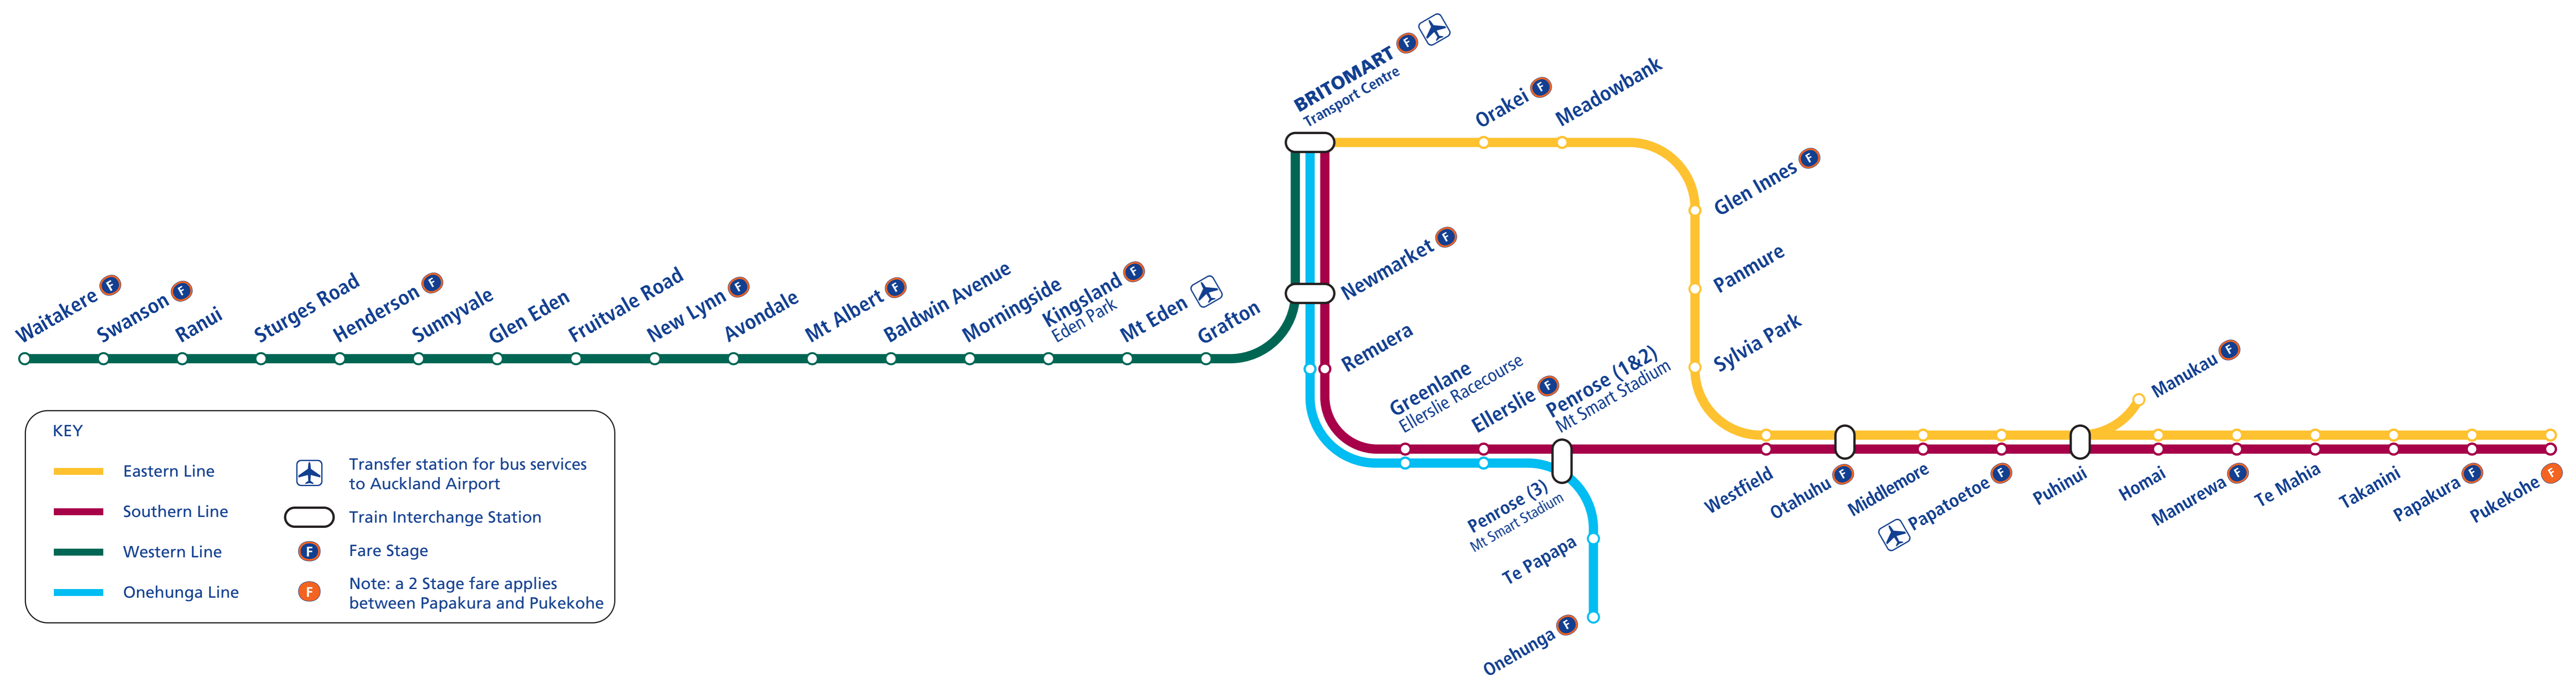 BRITOMART F
Transport Centre
Orakei F
Meadowbank
Glen Innes F
Panmure
Sylvia Park
Newmarket F
Remuera
Greenlane
Ellerslie Racecourse
Ellerslie F
Penrose (1&2)
Mt Smart Stadium
Waitakere F
Swanson F
Ranui
Sturges Road
Henderson F
Sunnyvale
Glen Eden
Fruitvale Road
New Lynn F
Avondale
Mt Albert F
Baldwin Avenue
Morningside
Kingsland F
Eden Park
Mt Eden
Grafton
Manukau F
Penrose (3)
Mt Smart Stadium
Te Papapa
Onehunga F
Westfield
Otahuhu F
Middlemore
Papatoetoe F
Puhinui
Homai
Manurewa F
Te Mahia
Takanini
Papakura F
Pukekohe F
KEY
Eastern Line
Southern Line
Western Line
Onehunga Line
Transfer station for bus services
to Auckland Airport
Train Interchange Station
F Fare Stage
F Note: a 2 Stage fare applies
between Papakura and Pukekohe